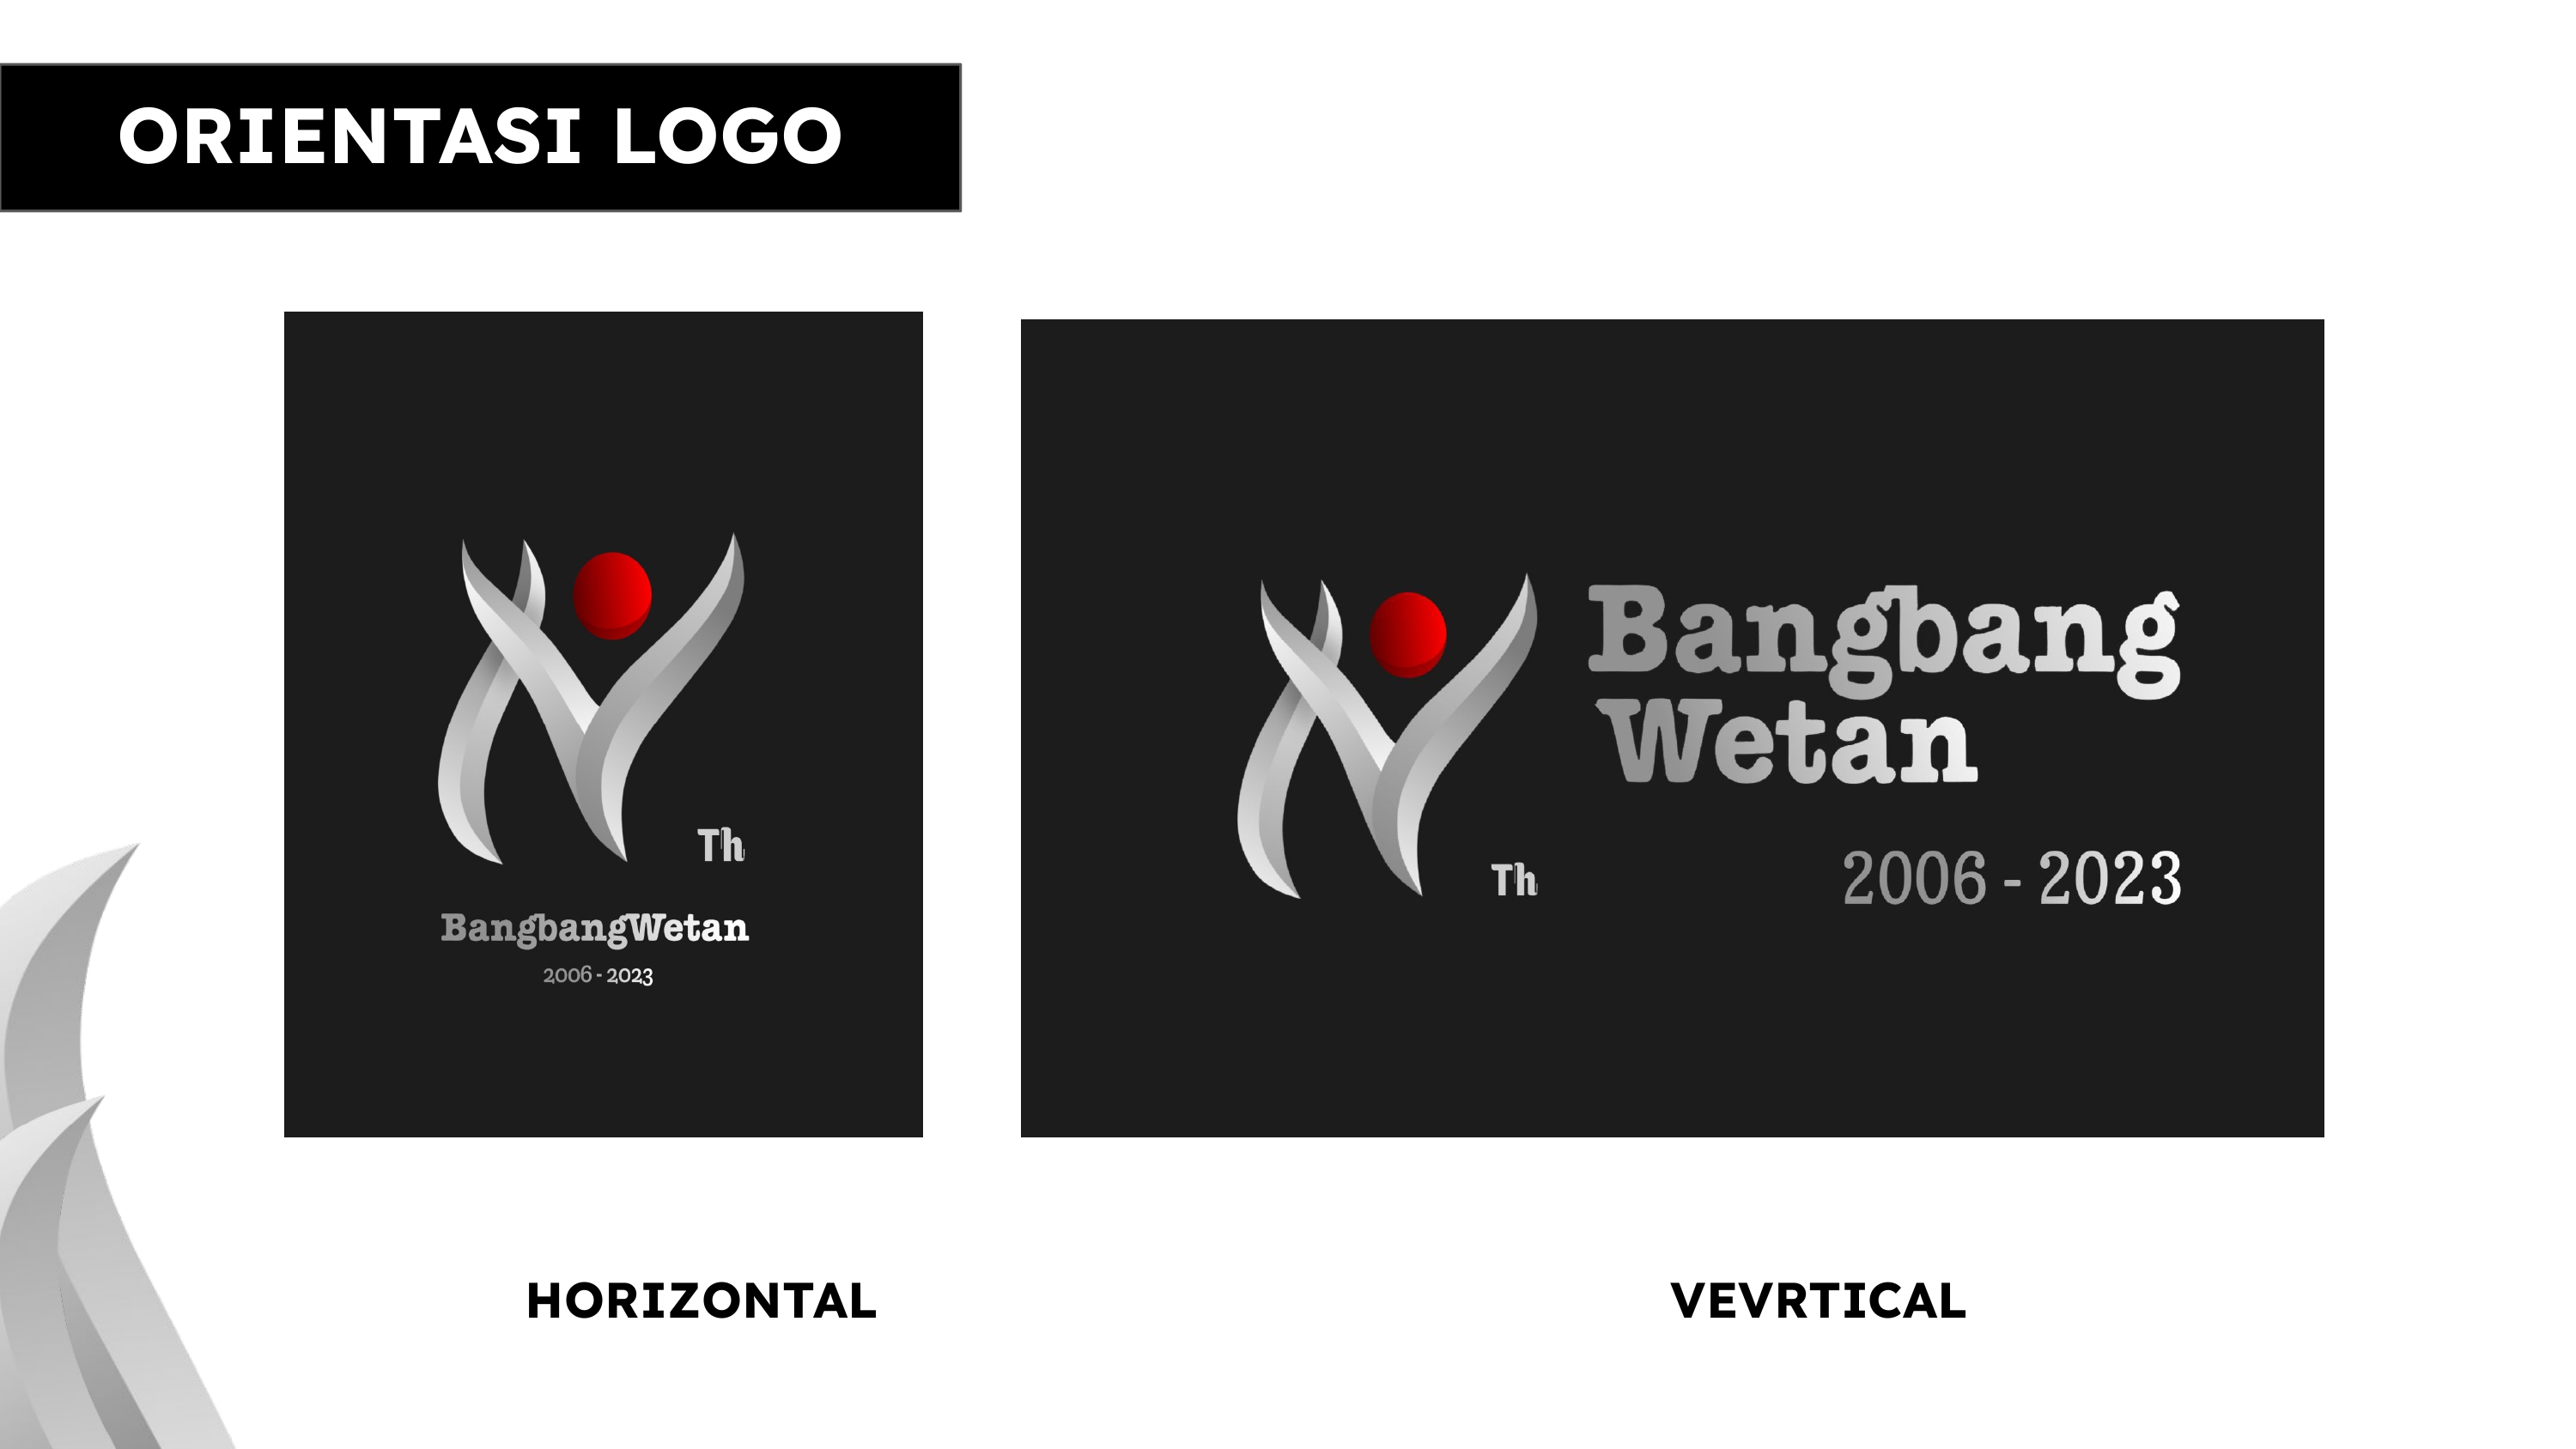 ORIENTASI LOGO
Th
BangbangWetan
2006 - 2023
Th
Bangbang
Wetan
2006 - 2023
HORIZONTAL
VEVRTICAL